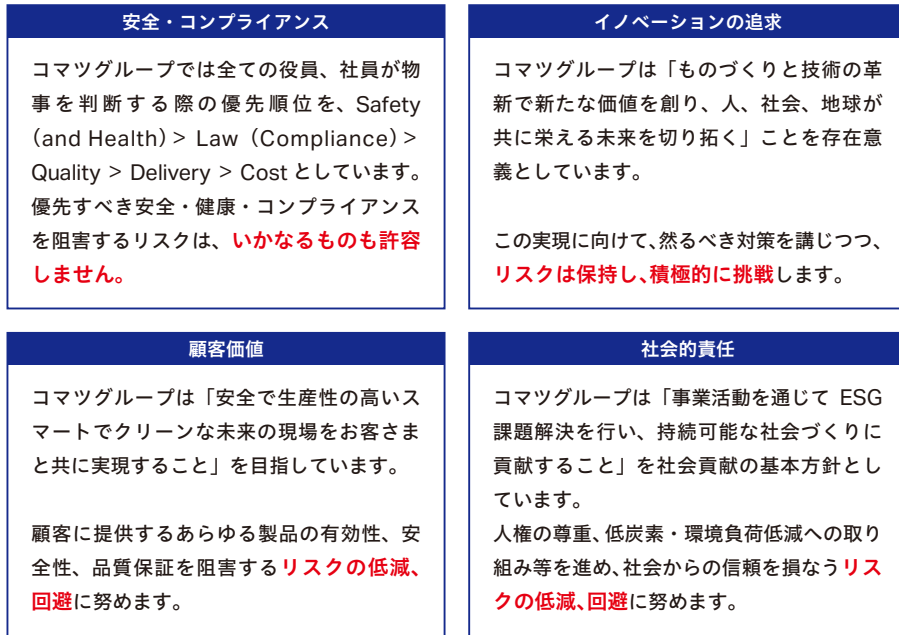 安全・コンプライアンス
コマツグループでは全ての役員、社員が物
事を判断する際の優先順位を、Safety
(and Health) > Law (Compliance) >
Quality > Delivery > Cost としています。
優先すべき安全・健康・コンプライアンス
を阻害するリスクは、いかなるものも許容
しません。
イノベーションの追求
コマツグループは「ものづくりと技術の革
新で新たな価値を創り、人、社会、地球が
共に栄える未来を切り拓く」ことを存在意
義としています。
この実現に向けて、然るべき対策を講じつつ、
リスクは保持し、積極的に挑戦します。
顧客価値
コマツグループは「安全で生産性の高いス
マートでクリーンな未来の現場をお客さま
と共に実現すること」を目指しています。
顧客に提供するあらゆる製品の有効性、安
全性、品質保証を阻害するリスクの低減、
回避に努めます。
社会的責任
コマツグループは「事業活動を通じて ESG
課題解決を行い、持続可能な社会づくりに
貢献すること」を社会貢献の基本方針とし
ています。
人権の尊重、低炭素・環境負荷低減への取り
組み等を進め、社会からの信頼を損なうリス
クの低減、回避に努めます。